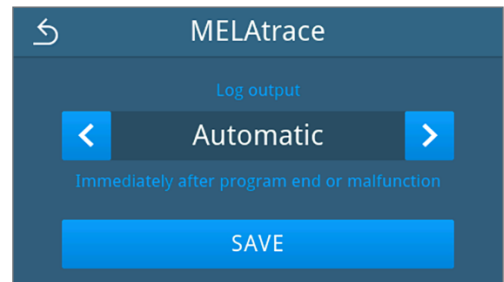 MELAtrace
Log output
Automatic
Immediately after program end or malfunction
SAVE